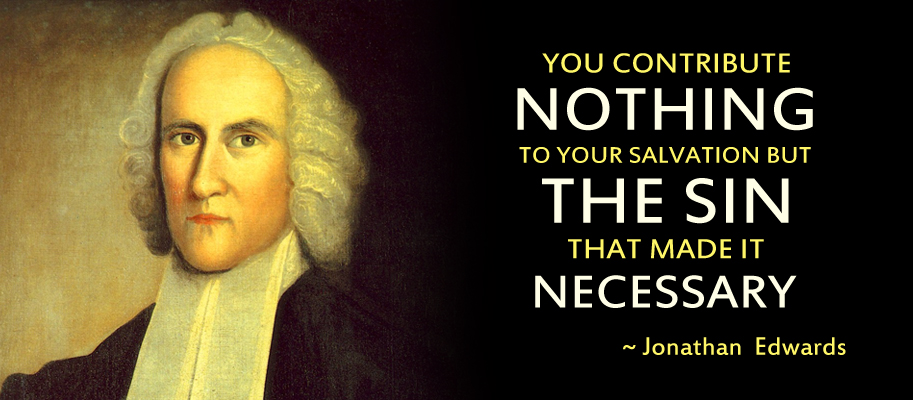 YOU CONTRIBUTE
NOTHING
TO YOUR SALVATION BUT
THE SIN
THAT MADE IT
NECESSARY
~ Jonathan Edwards